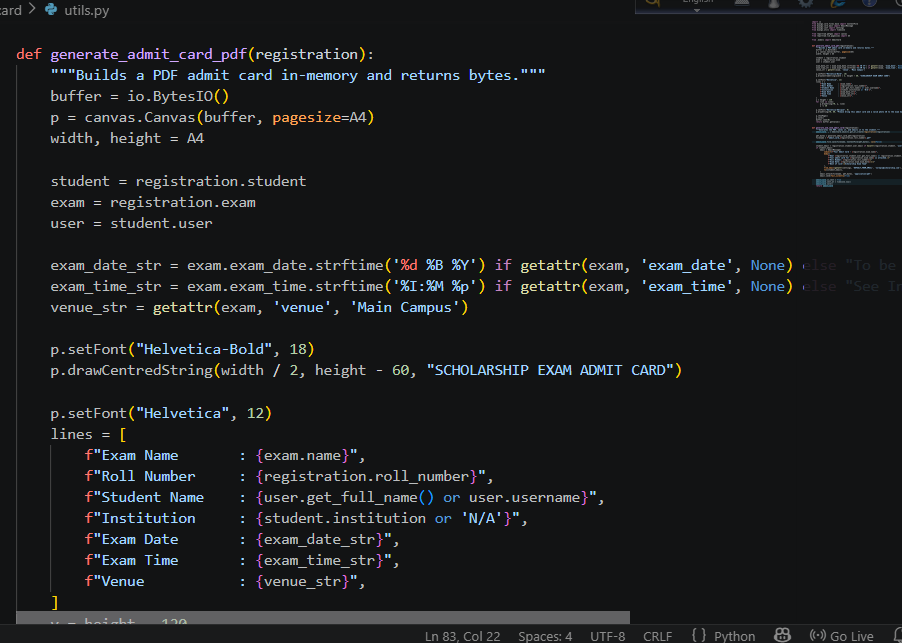 card > utils.py
English
def generate_admit_card_pdf(registration):
    """Builds a PDF admit card in-memory and returns bytes."""
    buffer = io.BytesIO()
    p = canvas.Canvas(buffer, pagesize=A4)
    width, height = A4
    student = registration.student
    exam = registration.exam
    user = student.user
    exam_date_str = exam.exam_date.strftime('%d %B %Y') if getattr(exam, 'exam_date', None) else "To be
    exam_time_str = exam.exam_time.strftime('%I:%M %p') if getattr(exam, 'exam_time', None) else "See In
    venue_str = getattr(exam, 'venue', 'Main Campus')
    p.setFont("Helvetica-Bold", 18)
    p.drawCentredString(width / 2, height - 60, "SCHOLARSHIP EXAM ADMIT CARD")
    p.setFont("Helvetica", 12)
    lines = [
        f"Exam Name       : {exam.name}",
        f"Roll Number     : {registration.roll_number}",
        f"Student Name    : {user.get_full_name() or user.username}",
        f"Institution     : {student.institution or 'N/A'}",
        f"Exam Date       : {exam_date_str}",
        f"Exam Time       : {exam_time_str}",
        f"Venue           : {venue_str}",
    ]
    y = height - 120
Ln 83, Col 22 Spaces: 4 UTF-8 CRLF { } Python Go Live